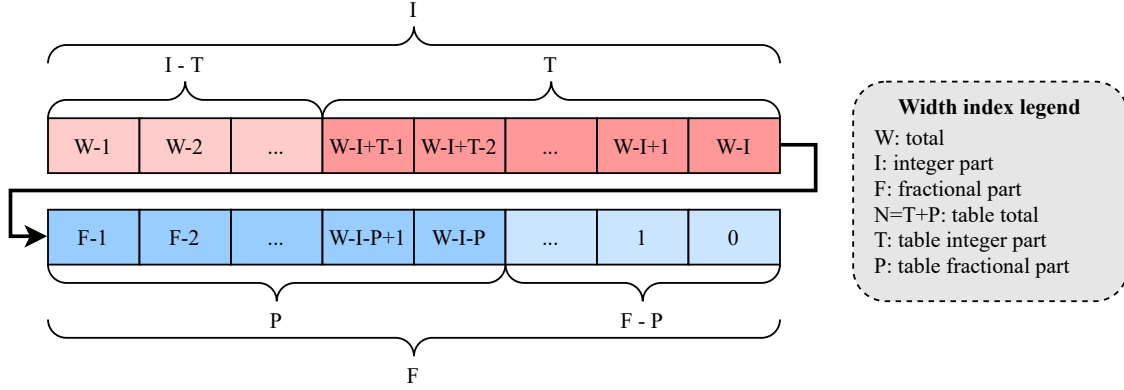 I
I - T
T
W-1 W-2 ... W-I+T-1 W-I+T-2 ... W-I+1 W-I
F-1 F-2 ... W-I-P+1 W-I-P ... 1 0
P
F - P
F
Width index legend
W: total
I: integer part
F: fractional part
N=T+P: table total
T: table integer part
P: table fractional part